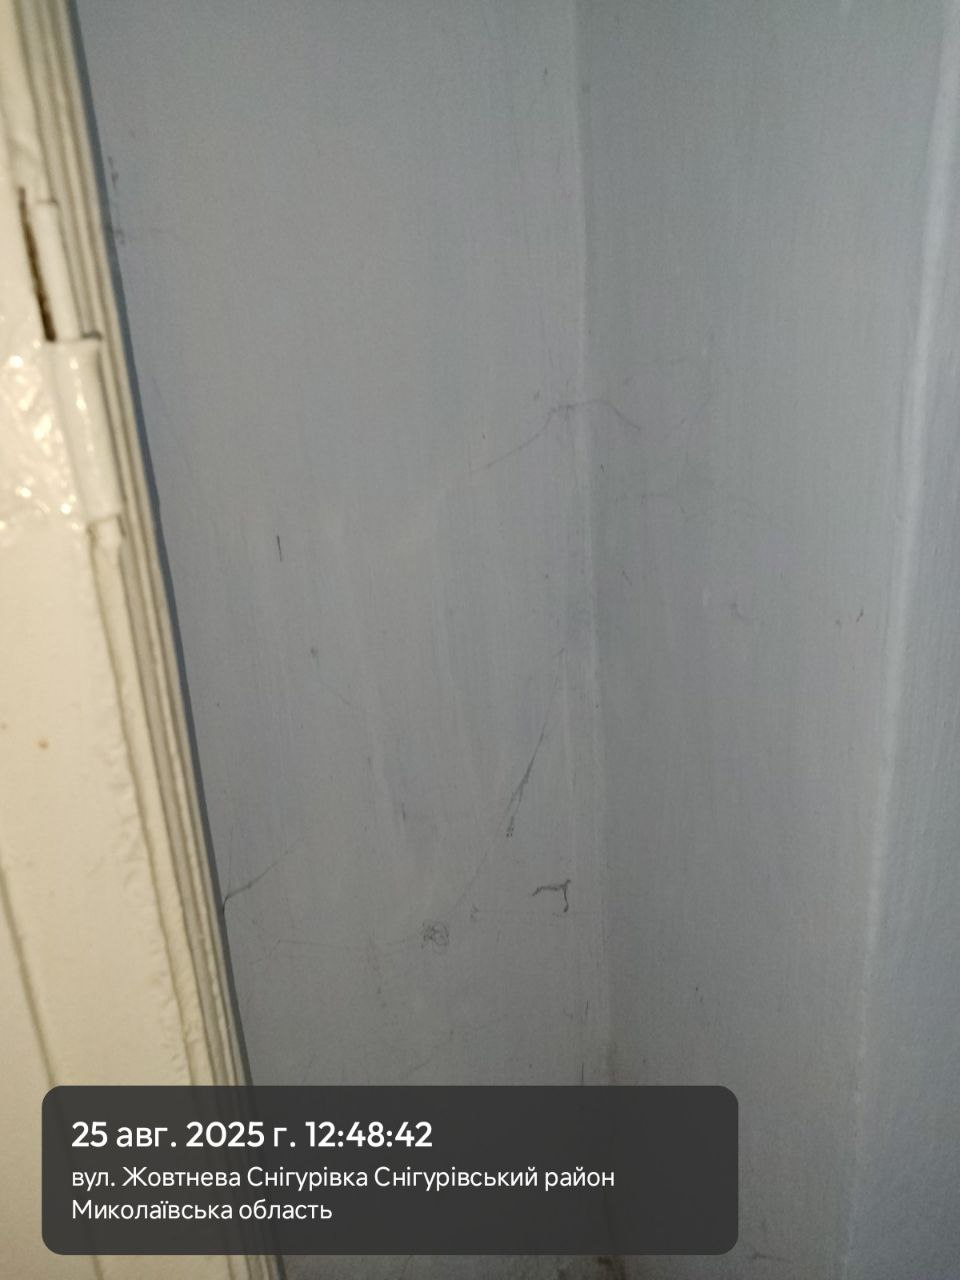 25 авг. 2025 г. 12:48:42
вул. Жовтнева Снігурівка Снігурівський район
Миколаївська область